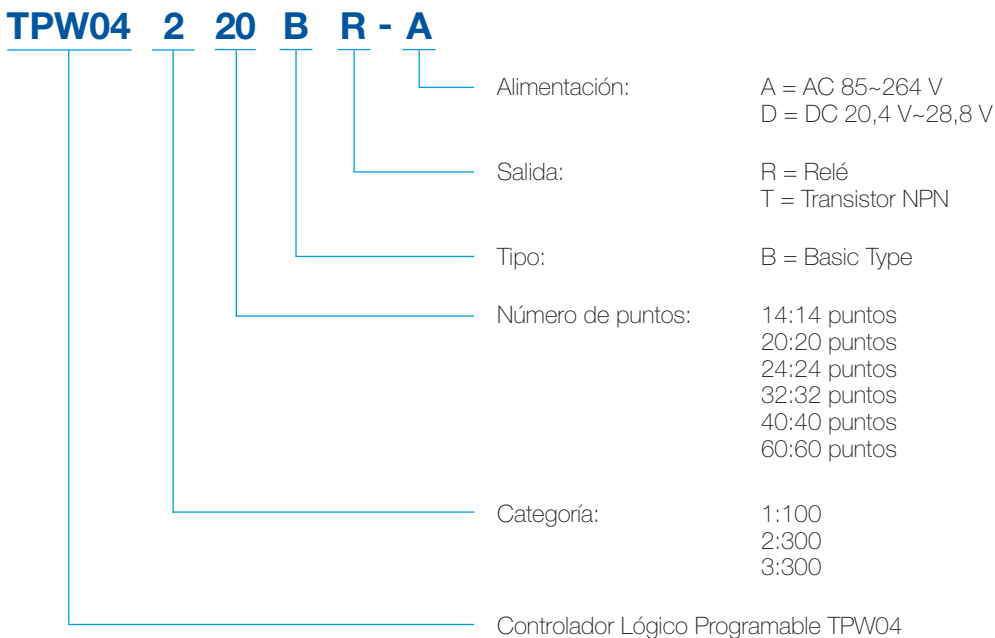 TPW04 2 20 B R - A
Alimentación: A = AC 85~264 V
D = DC 20,4 V~28,8 V
Salida: R = Relé
T = Transistor NPN
Tipo: B = Basic Type
Número de puntos: 14:14 puntos
20:20 puntos
24:24 puntos
32:32 puntos
40:40 puntos
60:60 puntos
Categoría: 1:100
2:300
3:300
Controlador Lógico Programable TPW04